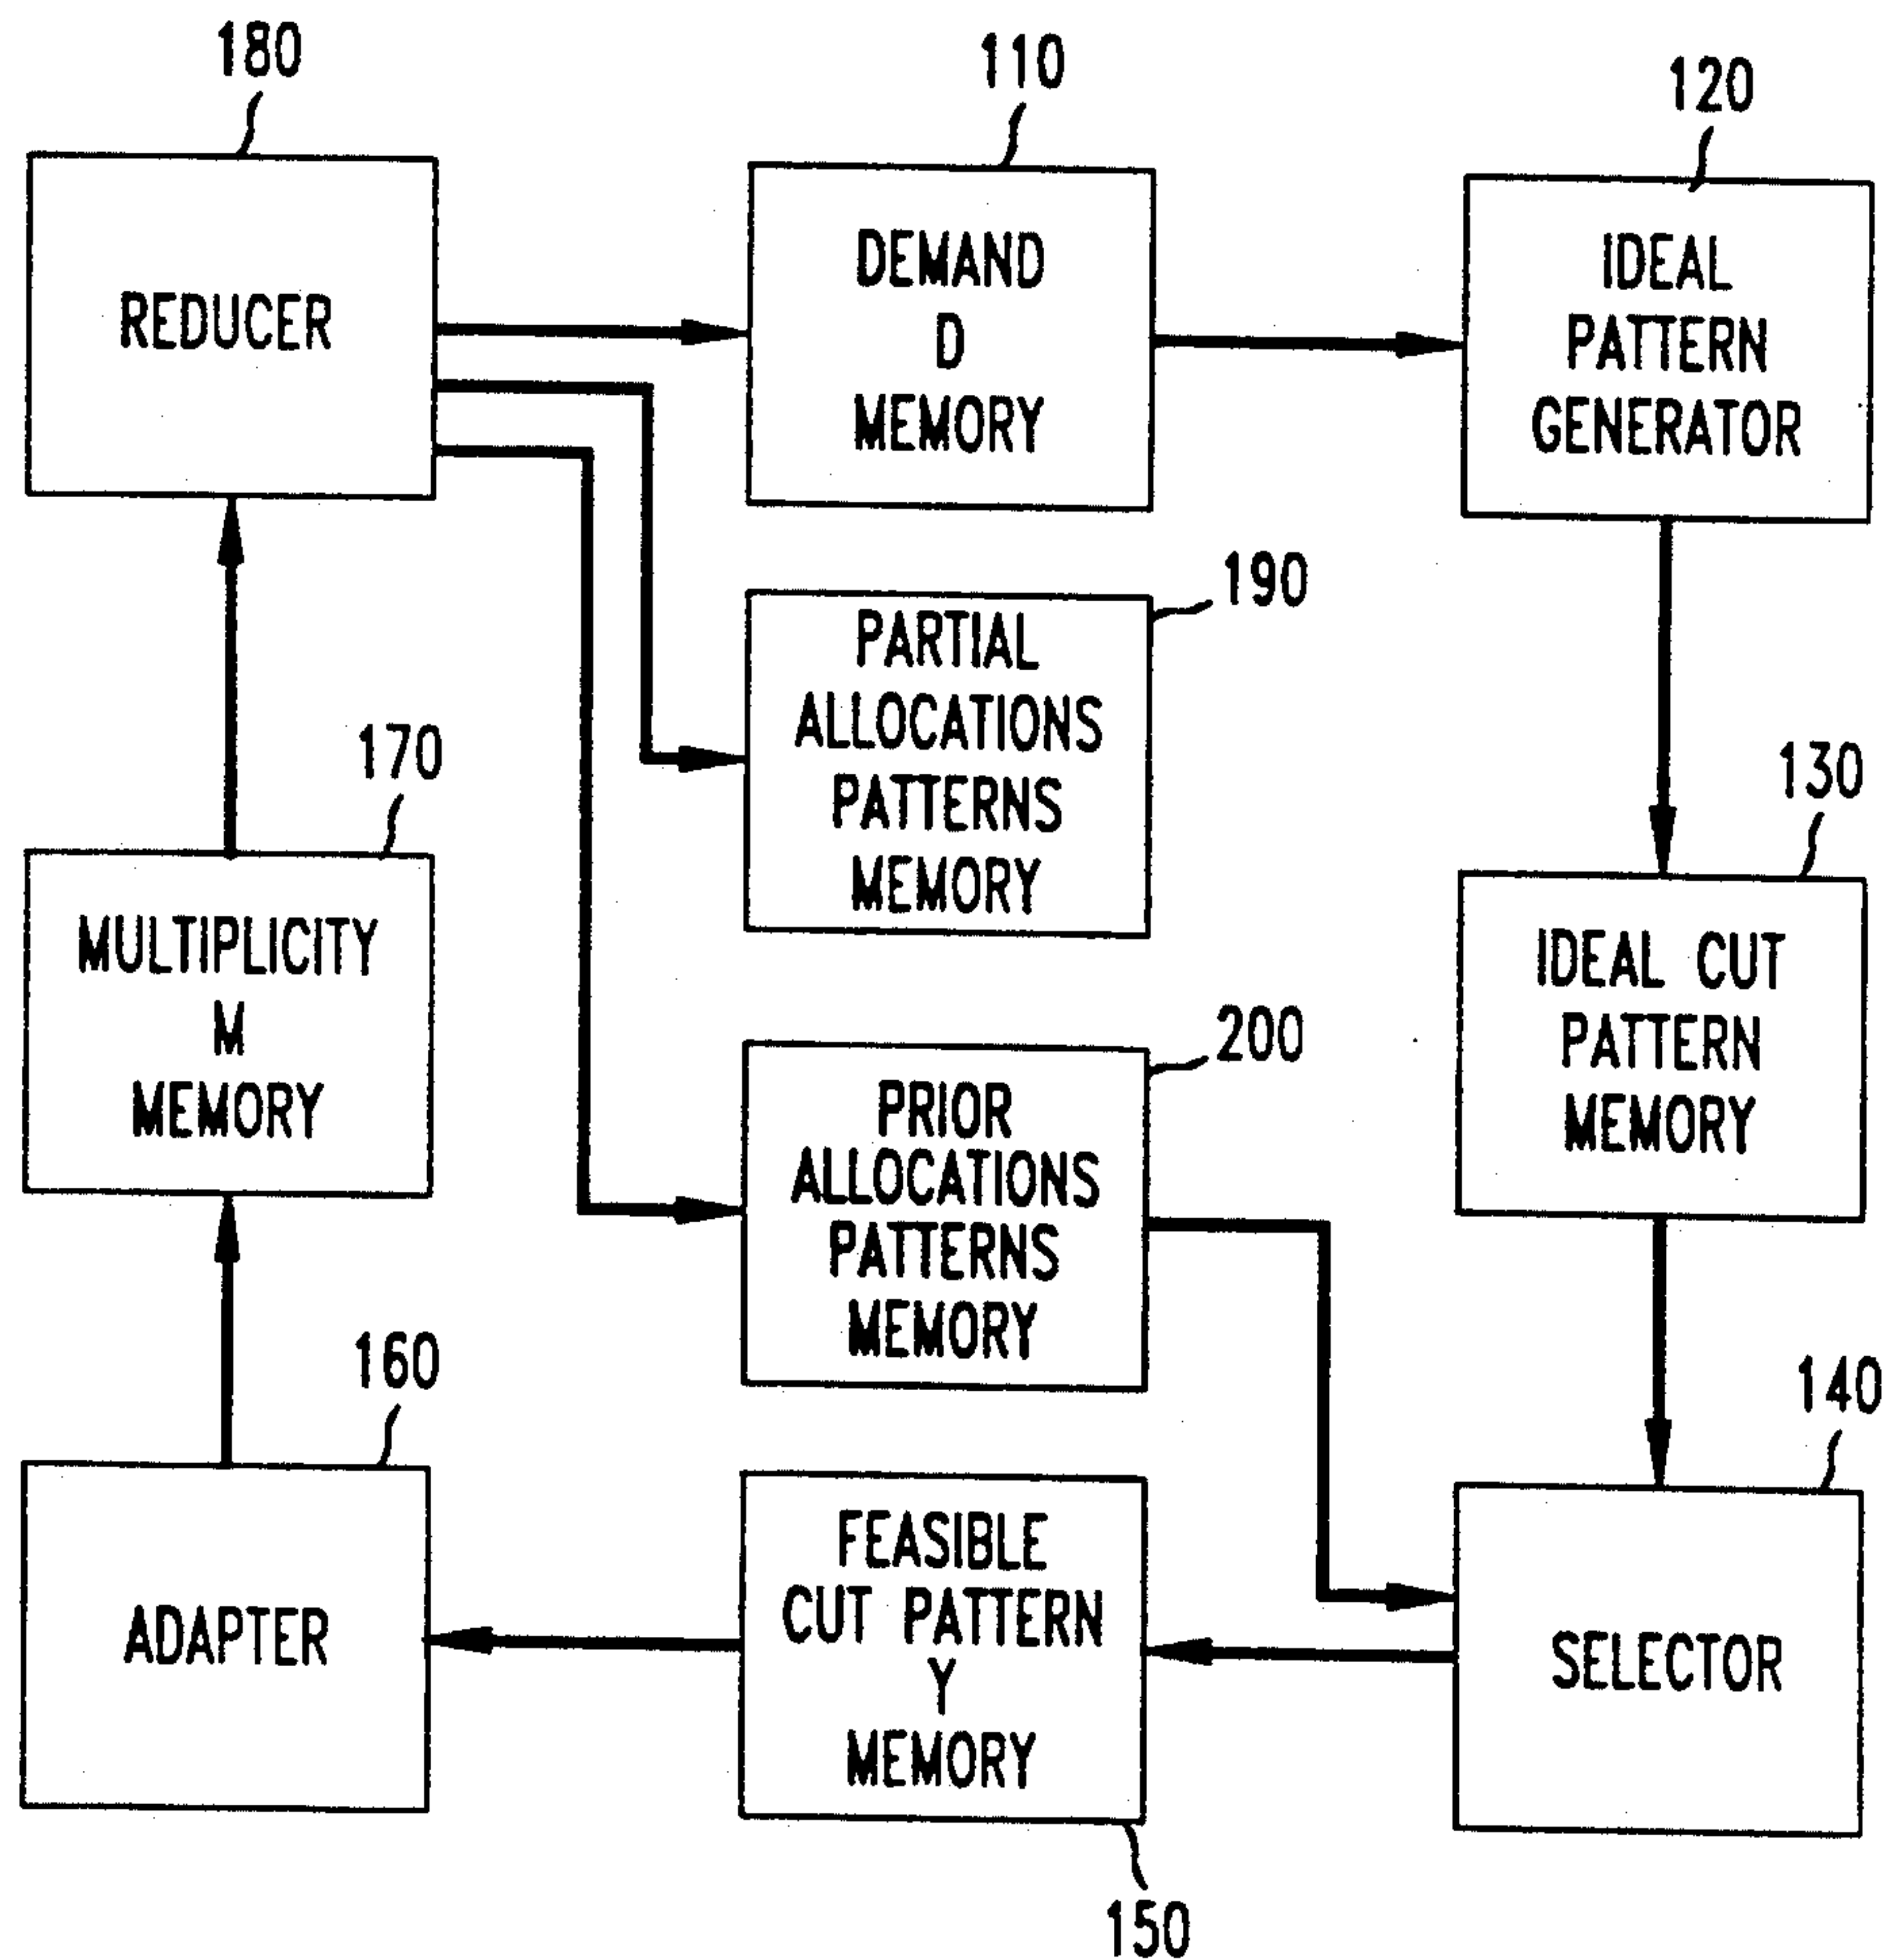 180
110
120
REDUCER
DEMAND
D
MEMORY
IDEAL
PATTERN
GENERATOR
190
PARTIAL
ALLOCATIONS
PATTERNS
MEMORY
170
130
MULTIPLICITY
M
MEMORY
IDEAL CUT
PATTERN
MEMORY
200
PRIOR
ALLOCATIONS
PATTERNS
MEMORY
160
140
ADAPTER
FEASIBLE
CUT PATTERN
Y
MEMORY
SELECTOR
150